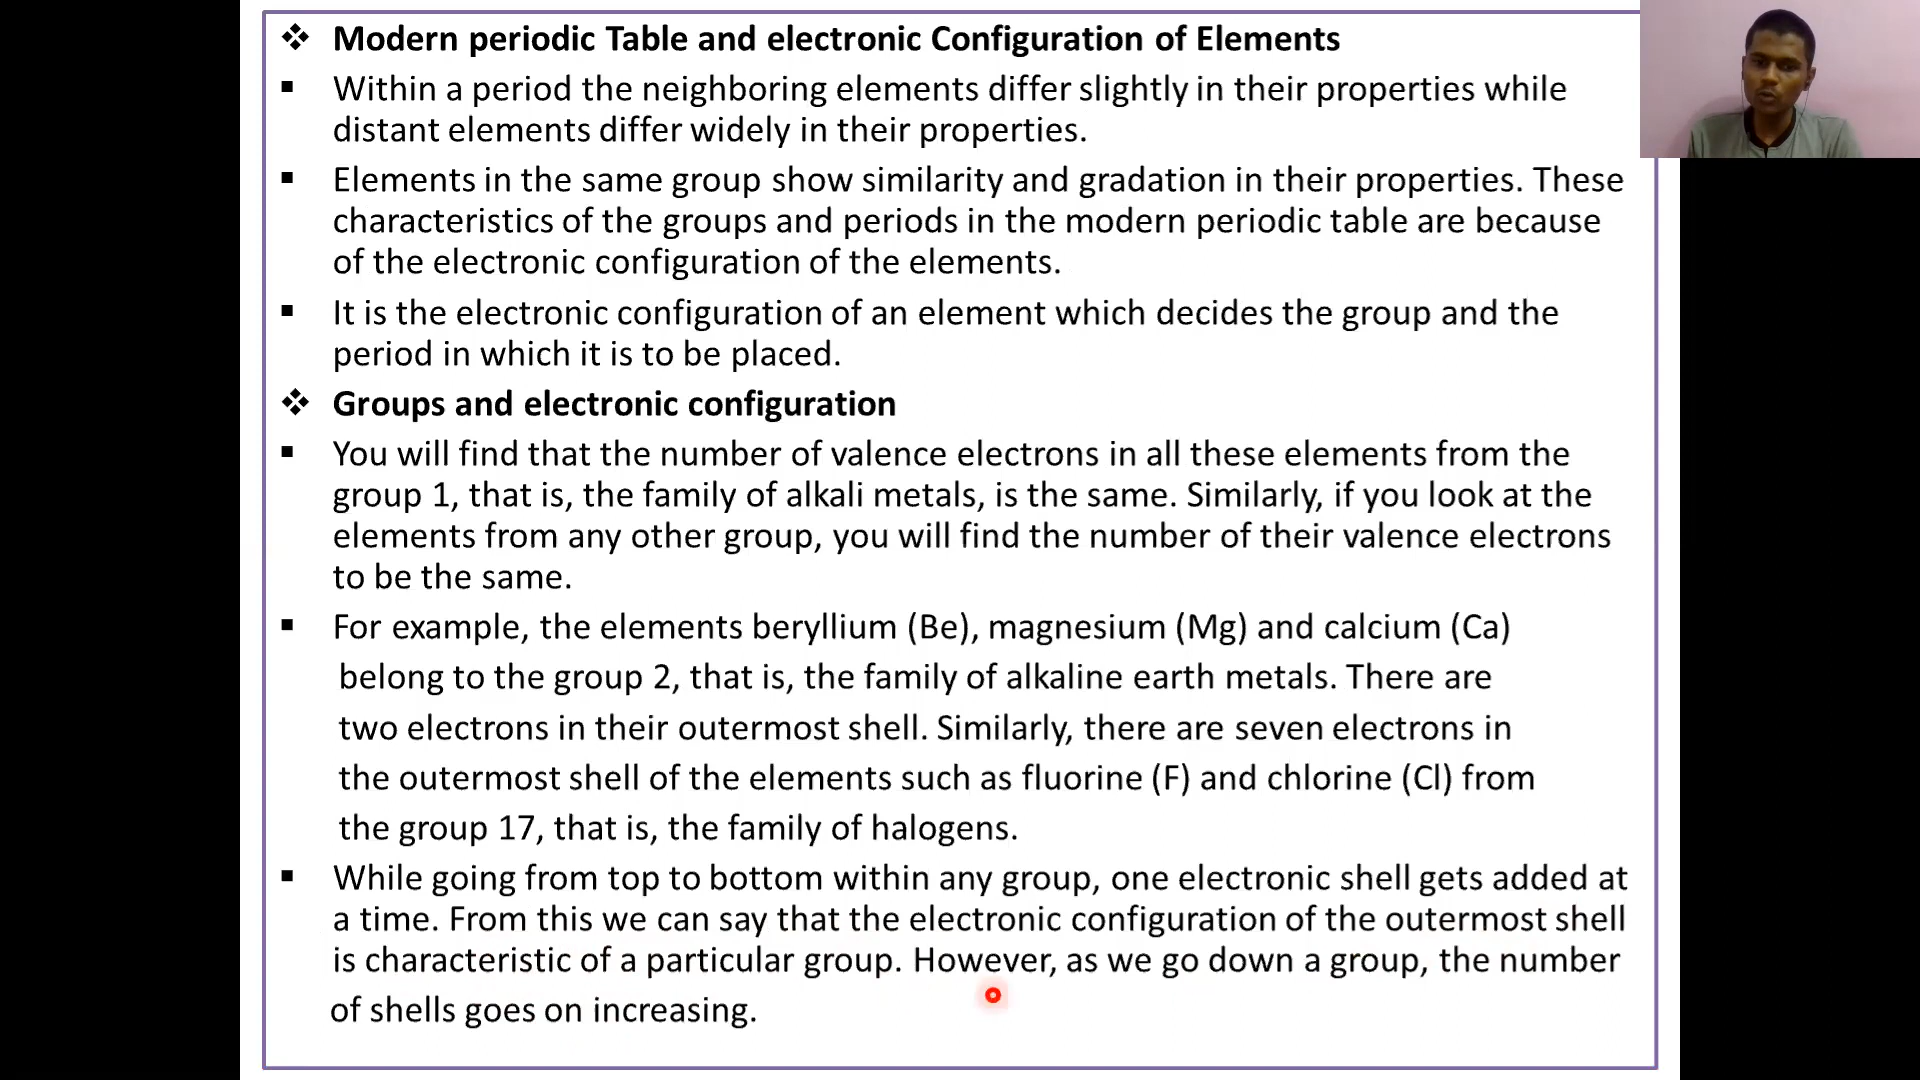 ❖ Modern periodic Table and electronic Configuration of Elements
▪ Within a period the neighboring elements differ slightly in their properties while
distant elements differ widely in their properties.
▪ Elements in the same group show similarity and gradation in their properties. These
characteristics of the groups and periods in the modern periodic table are because
of the electronic configuration of the elements.
▪ It is the electronic configuration of an element which decides the group and the
period in which it is to be placed.
❖ Groups and electronic configuration
▪ You will find that the number of valence electrons in all these elements from the
group 1, that is, the family of alkali metals, is the same. Similarly, if you look at the
elements from any other group, you will find the number of their valence electrons
to be the same.
▪ For example, the elements beryllium (Be), magnesium (Mg) and calcium (Ca)
belong to the group 2, that is, the family of alkaline earth metals. There are
two electrons in their outermost shell. Similarly, there are seven electrons in
the outermost shell of the elements such as fluorine (F) and chlorine (Cl) from
the group 17, that is, the family of halogens.
▪ While going from top to bottom within any group, one electronic shell gets added at
a time. From this we can say that the electronic configuration of the outermost shell
is characteristic of a particular group. However, as we go down a group, the number
of shells goes on increasing.